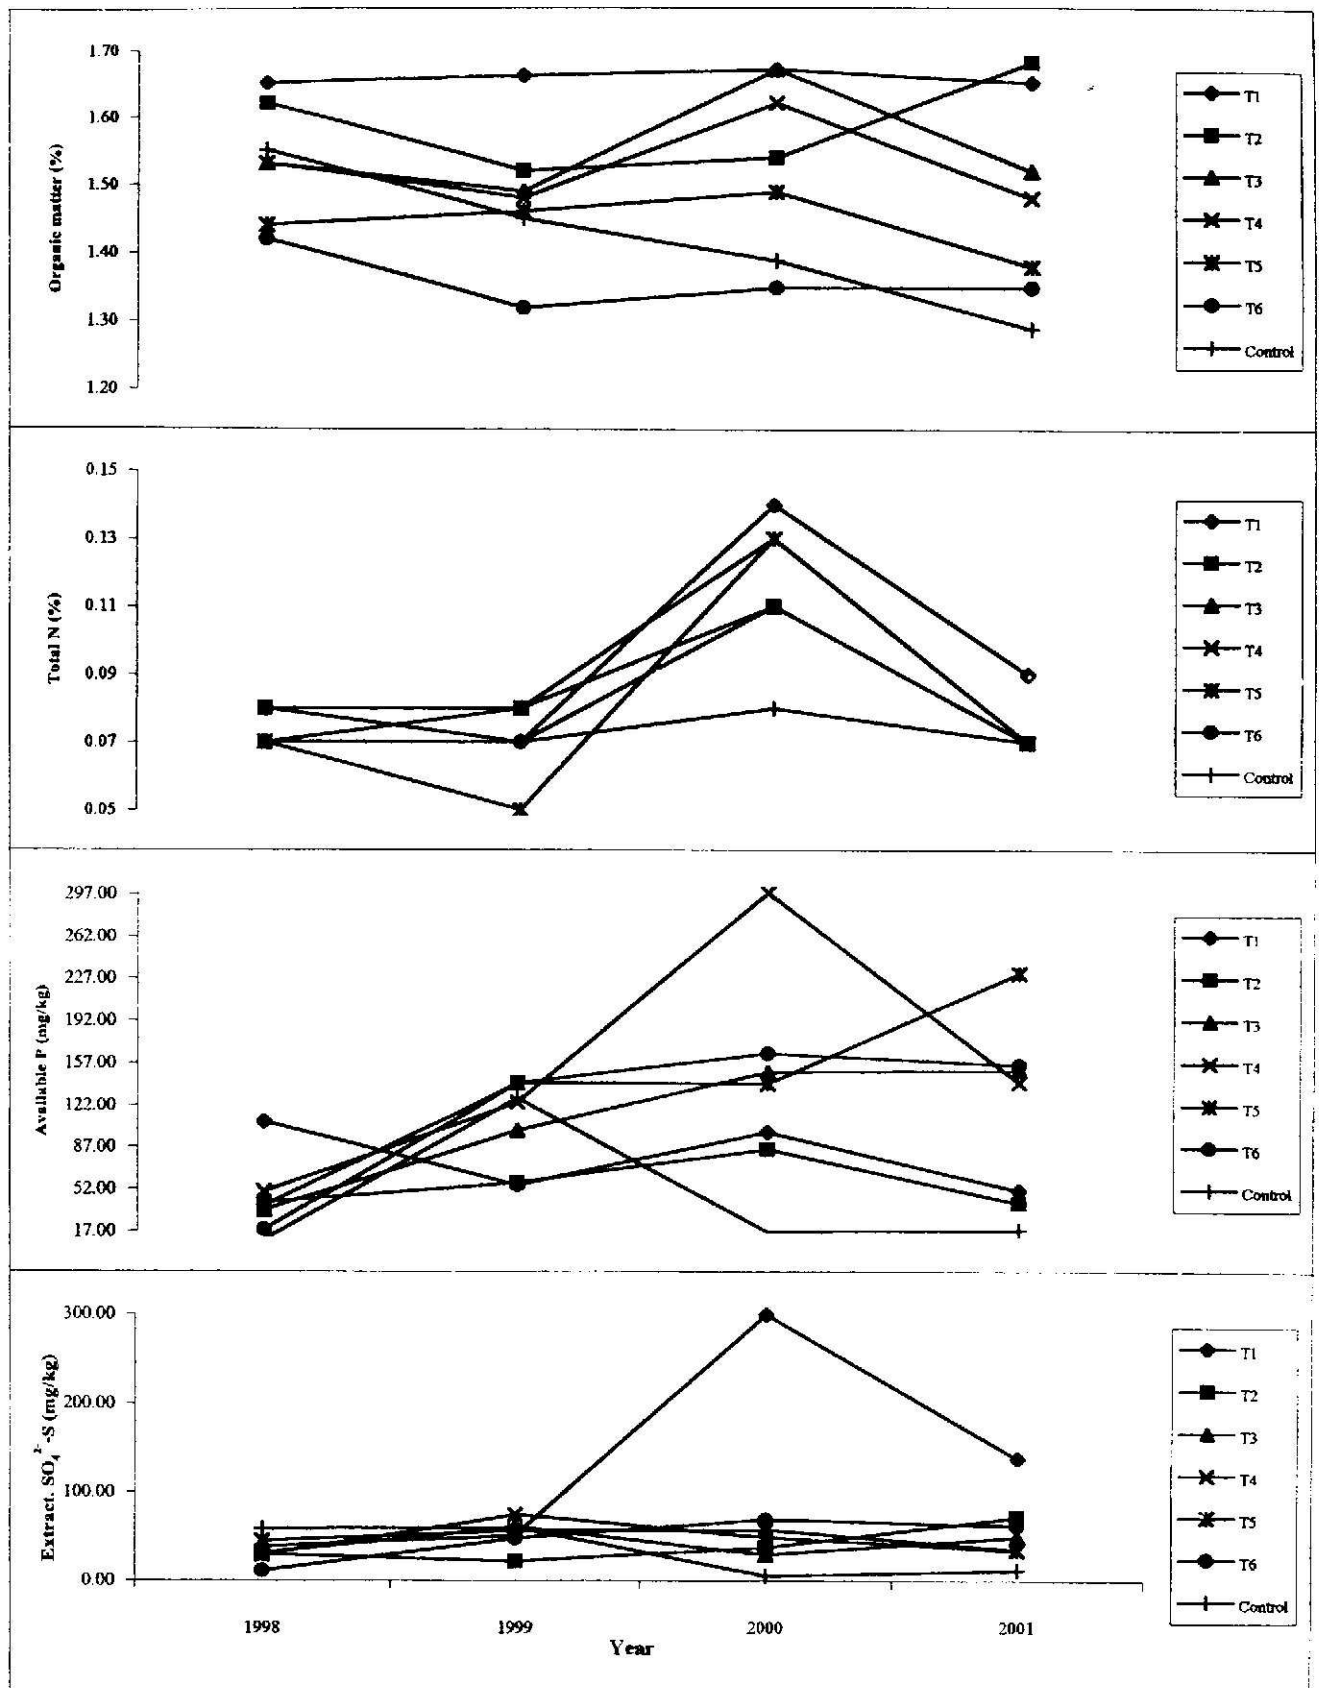 1.70
1.60
1.50
1.40
1.30
1.20
Organic matter (%)
T1
T2
T3
T4
T5
T6
Control
0.15
0.13
0.11
0.09
0.07
0.05
Total N (%)
T1
T2
T3
T4
T5
T6
Control
297.00
262.00
227.00
192.00
157.00
122.00
87.00
52.00
17.00
Available P (mg/kg)
T1
T2
T3
T4
T5
T6
Control
300.00
200.00
100.00
0.00
Extract. SO₄²⁻-S (mg/kg)
T1
T2
T3
T4
T5
T6
Control
1998 1999 2000 2001
Year